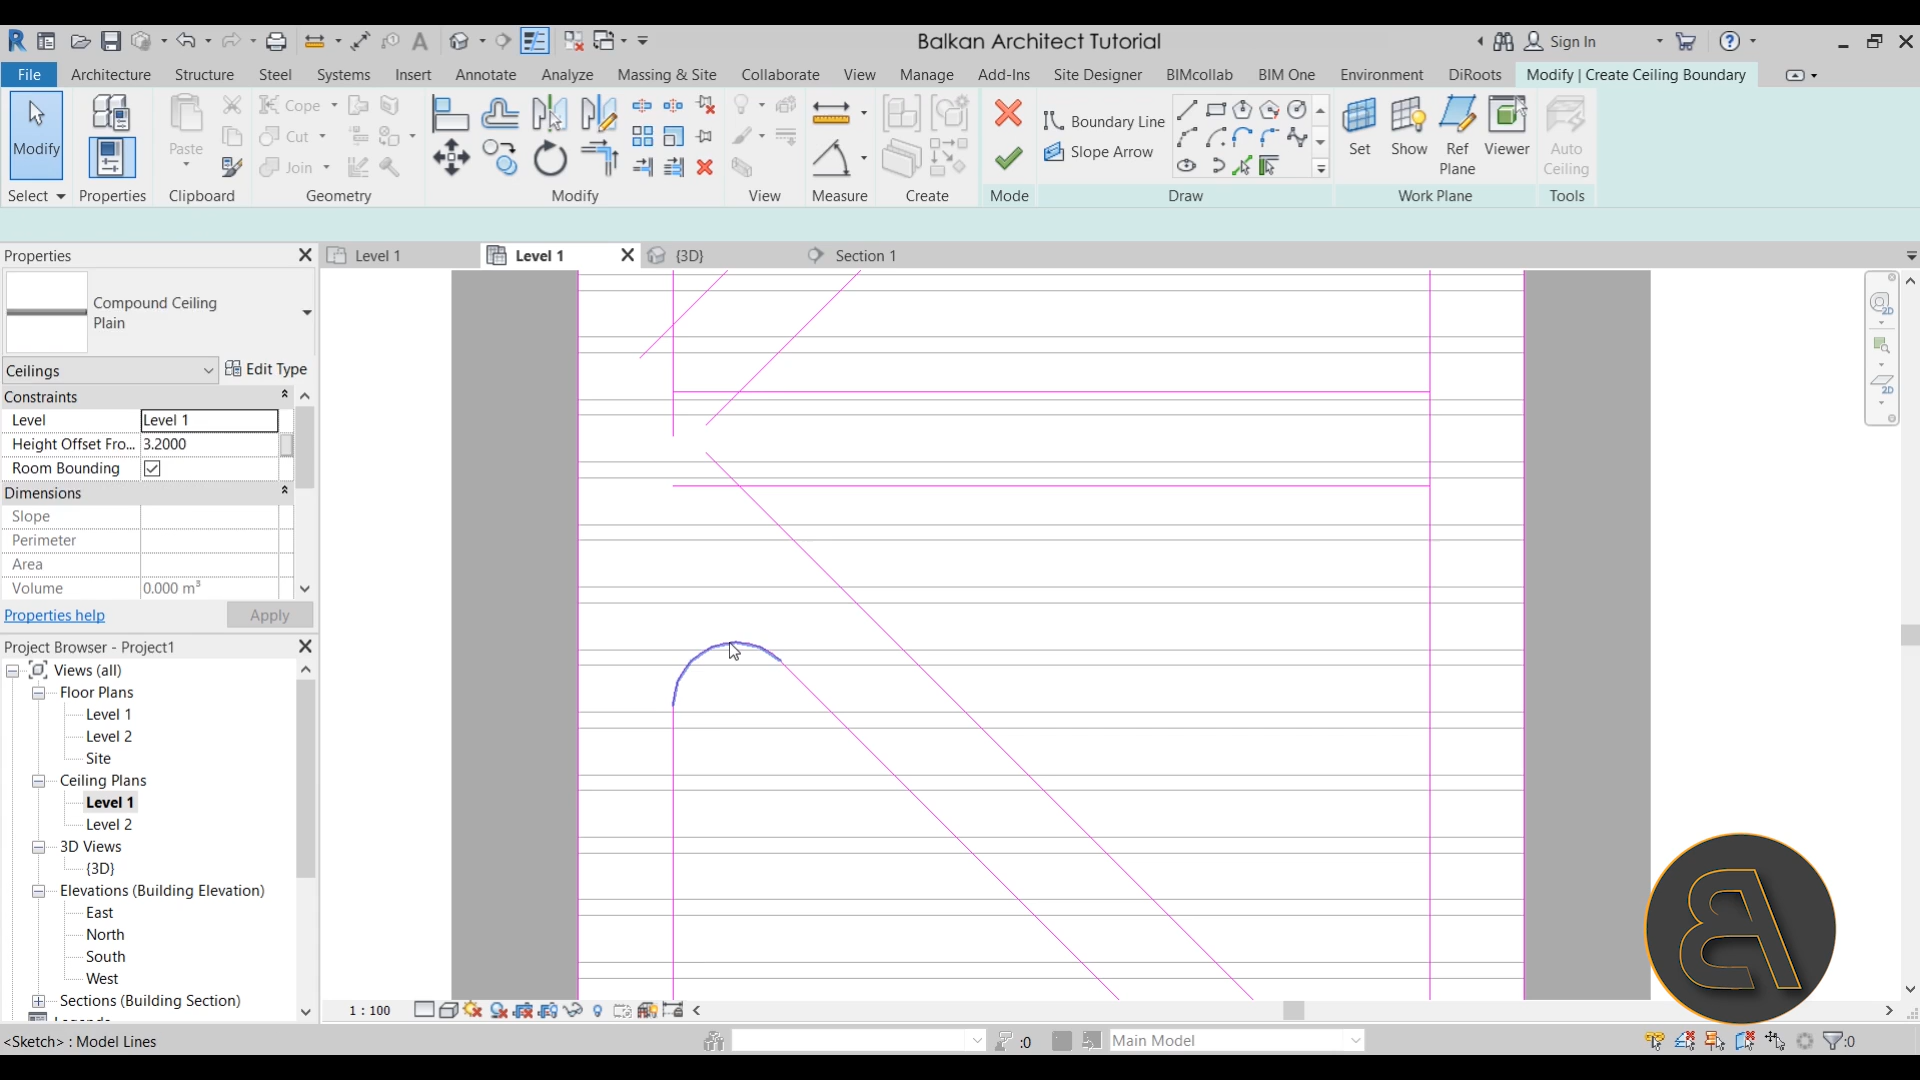 Balkan Architect Tutorial
Sign In
File
Architecture
Structure
Steel
Systems
Insert
Annotate
Analyze
Massing & Site
Collaborate
View
Manage
Add-Ins
Site Designer
BIMcollab
BIM One
Environment
DiRoots
Modify | Create Ceiling Boundary
Modify
Paste
Cope
Cut
Join
Boundary Line
Slope Arrow
Set
Show
Ref
Plane
Viewer
Auto
Ceiling
Select
Properties
Clipboard
Geometry
Modify
View
Measure
Create
Mode
Draw
Work Plane
Tools
Properties
Level 1
Level 1
{3D}
Section 1
Compound Ceiling
Plain
Ceilings
Edit Type
Constraints
Level
Level 1
Height Offset Fro...
3.2000
Room Bounding
Dimensions
Slope
Perimeter
Area
Volume
0.000 m³
Properties help
Apply
Project Browser - Project1
Views (all)
Floor Plans
Level 1
Level 2
Site
Ceiling Plans
Level 1
Level 2
3D Views
{3D}
Elevations (Building Elevation)
East
North
South
West
Sections (Building Section)
2D
2D
1 : 100
<Sketch> : Model Lines
:0
Main Model
:0